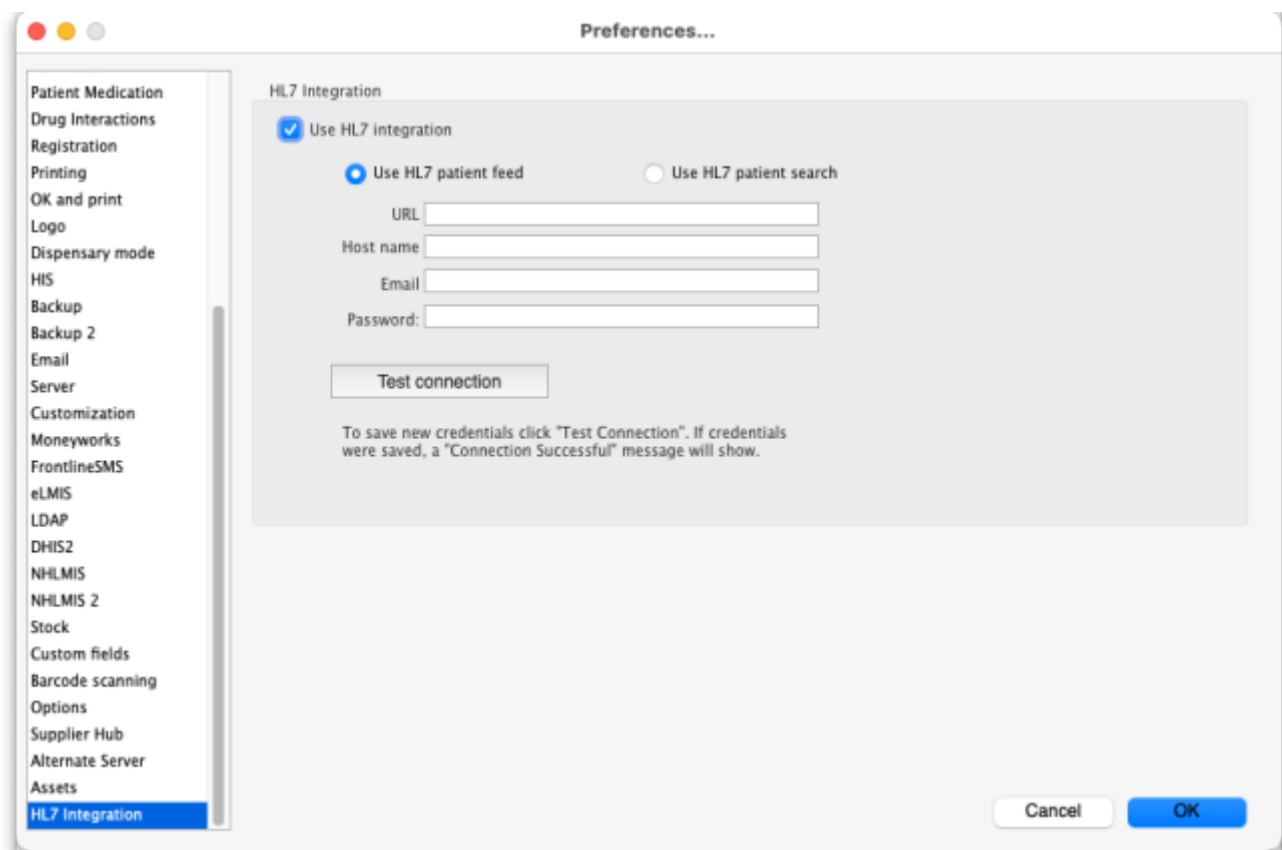 Preferences...
Patient Medication
Drug Interactions
Registration
Printing
OK and print
Logo
Dispensary mode
HIS
Backup
Backup 2
Email
Server
Customization
Moneyworks
FrontlineSMS
eLMIS
LDAP
DHIS2
NHLMIS
NHLMIS 2
Stock
Custom fields
Barcode scanning
Options
Supplier Hub
Alternate Server
Assets
HL7 Integration
HL7 Integration
Use HL7 integration
Use HL7 patient feed Use HL7 patient search
URL
Host name
Email
Password:
Test connection
To save new credentials click "Test Connection". If credentials
were saved, a "Connection Successful" message will show.
Cancel OK